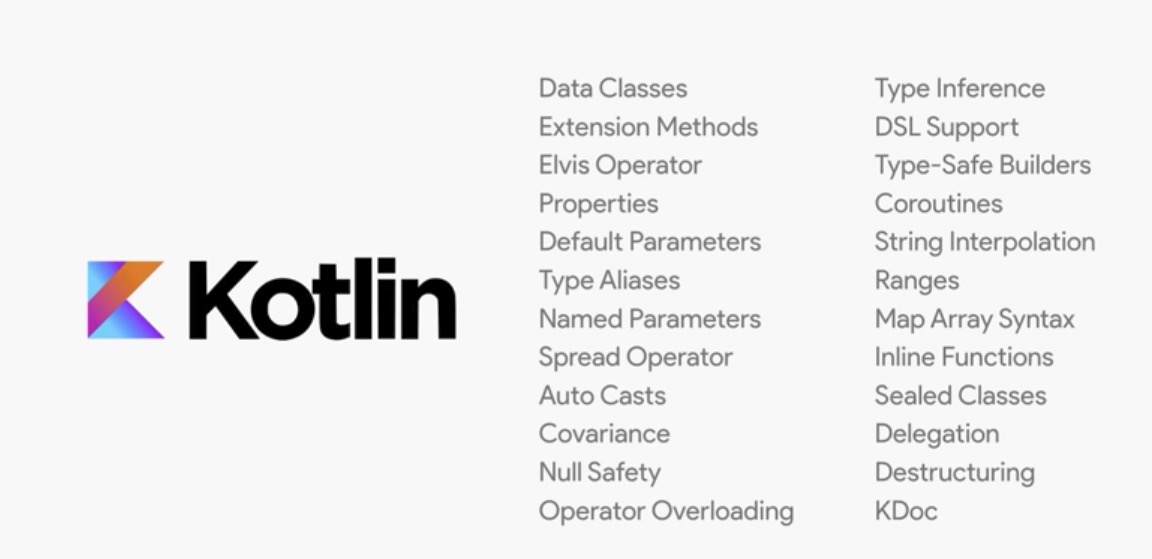 Kotlin
Data Classes
Extension Methods
Elvis Operator
Properties
Default Parameters
Type Aliases
Named Parameters
Spread Operator
Auto Casts
Covariance
Null Safety
Operator Overloading
Type Inference
DSL Support
Type-Safe Builders
Coroutines
String Interpolation
Ranges
Map Array Syntax
Inline Functions
Sealed Classes
Delegation
Destructuring
KDoc